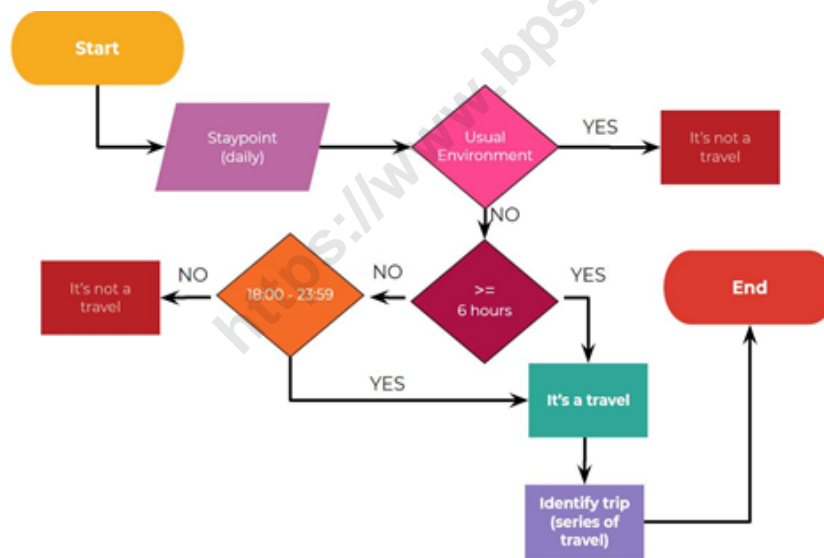 Start
Staypoint
(daily)
Usual
Environment
YES
It's not a
travel
NO
>=
6 hours
YES
NO
18:00 - 23:59
NO
It's not a
travel
YES
It's a travel
Identify trip
(series of
travel)
End
https://www.bps.